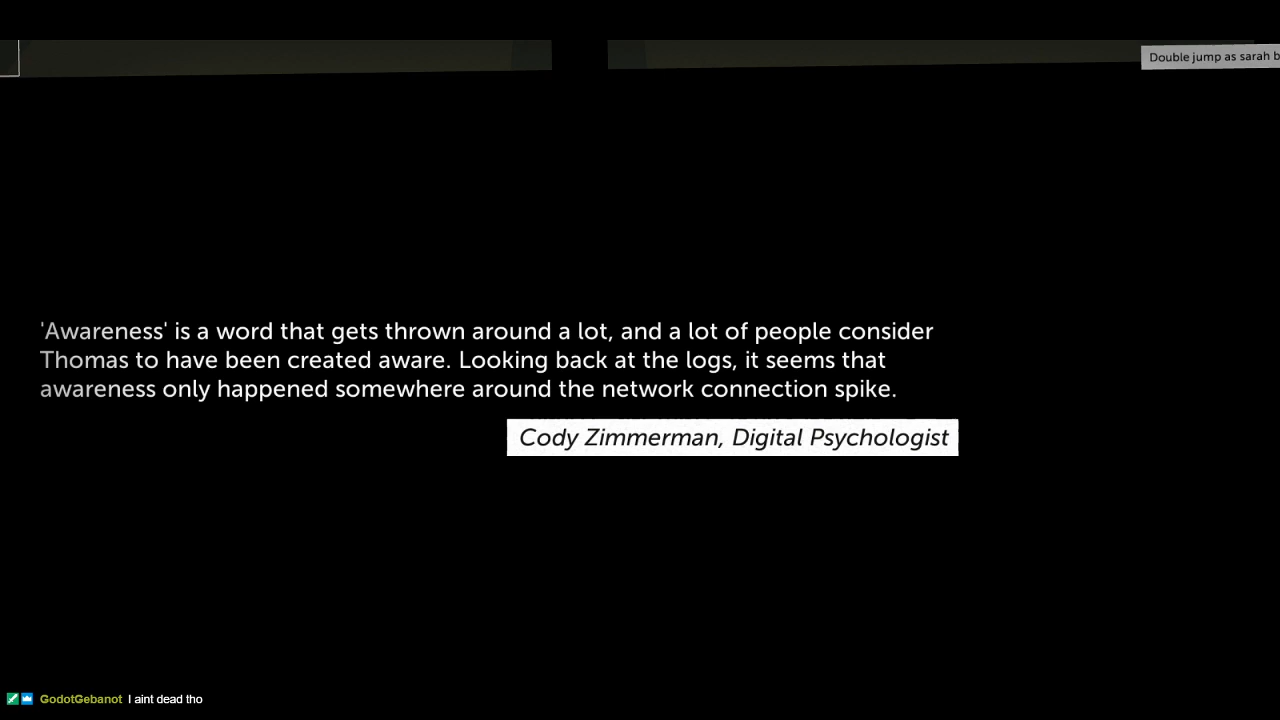 Double jump as sarah b
'Awareness' is a word that gets thrown around a lot, and a lot of people consider
Thomas to have been created aware. Looking back at the logs, it seems that
awareness only happened somewhere around the network connection spike.
Cody Zimmerman, Digital Psychologist
GodotGebanot I aint dead tho